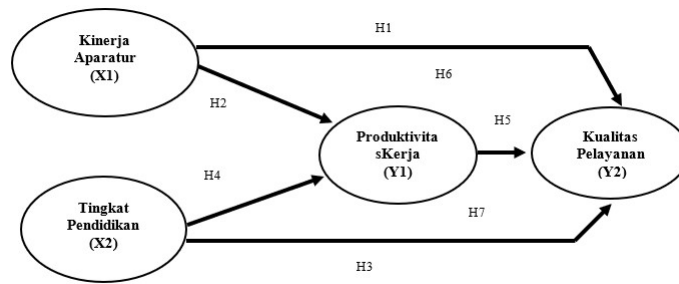 Kinerja
Aparatur
(X1)
H1
H6
H2
Produktivita
sKerja
(Y1)
H5
Kualitas
Pelayanan
(Y2)
H4
Tingkat
Pendidikan
(X2)
H7
H3